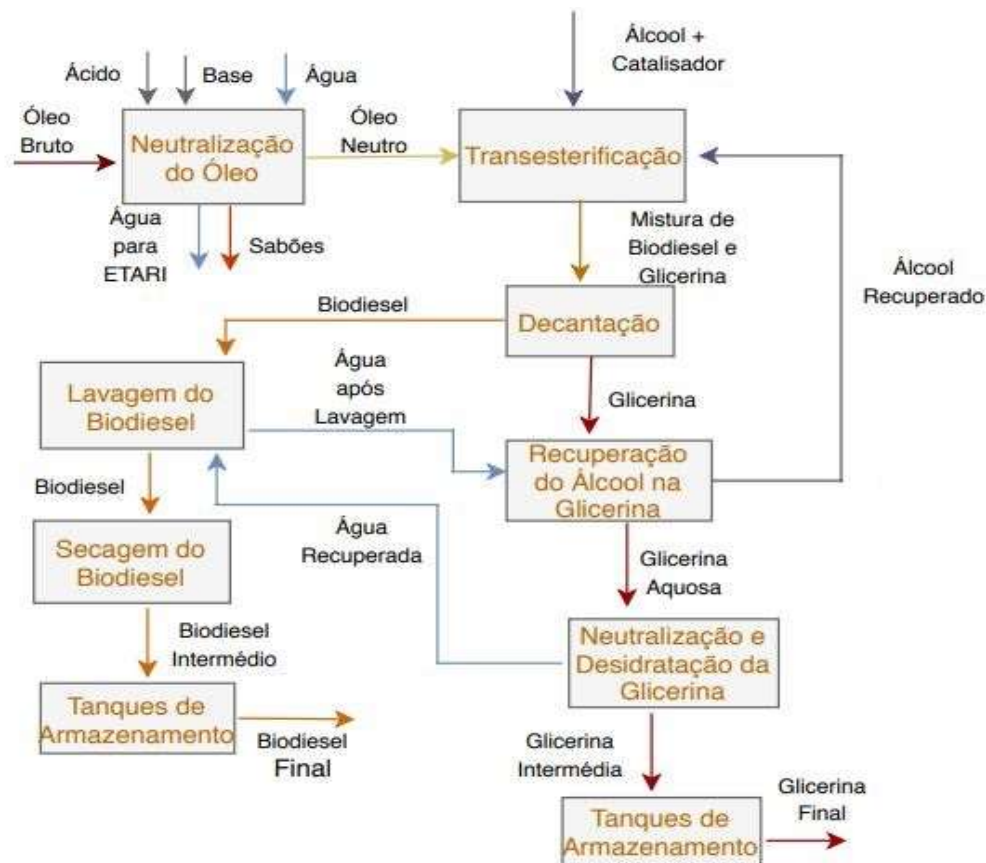 Ácido
Base
Água
Álcool +
Catalisador
Óleo
Bruto
Neutralização
do Óleo
Óleo
Neutro
Transesterificação
Água
para
ETARI
Sabões
Mistura de
Biodiesel e
Glicerina
Álcool
Recuperado
Biodiesel
Decantação
Lavagem do
Biodiesel
Água
após
Lavagem
Glicerina
Recuperação
do Álcool na
Glicerina
Biodiesel
Água
Recuperada
Secagem do
Biodiesel
Glicerina
Aquosa
Biodiesel
Intermédio
Neutralização e
Desidratação da
Glicerina
Tanques de
Armazenamento
Biodiesel
Final
Glicerina
Intermédia
Tanques de
Armazenamento
Glicerina
Final